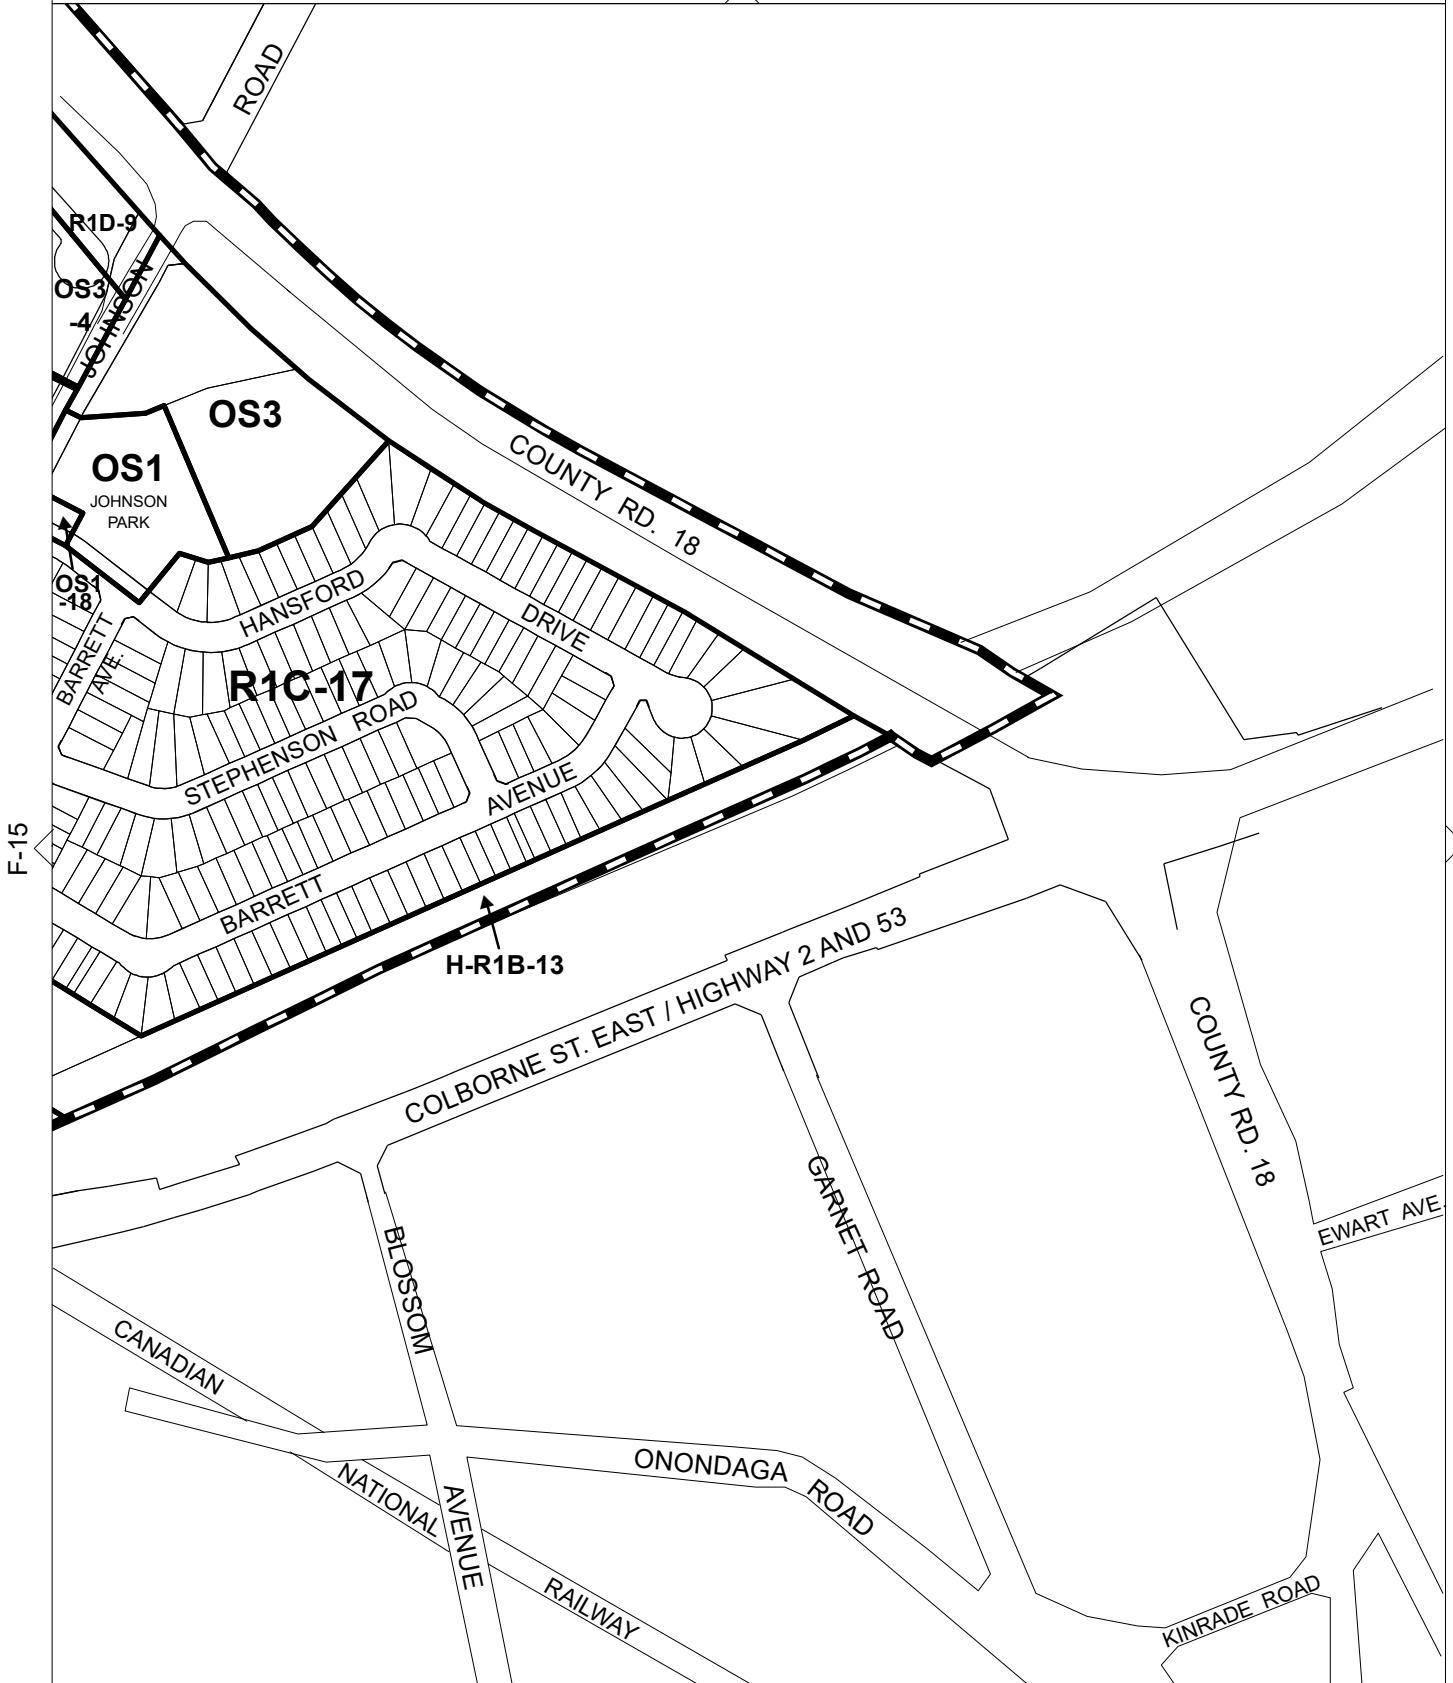 ROAD
R1D-9
OS3
-4
JOHNSON
OS3
OS1
JOHNSON
PARK
COUNTY RD. 18
OS1
-18
HANSFORD
DRIVE
BARRETT
AVE.
R1C-17
STEPHENSON ROAD
AVENUE
F-15
BARRETT
H-R1B-13
COLBORNE ST. EAST / HIGHWAY 2 AND 53
COUNTY RD. 18
GARNET ROAD
EWART AVE.
BLOSSOM
CANADIAN
ONONDAGA
ROAD
NATIONAL
AVENUE
RAILWAY
KINRADE ROAD